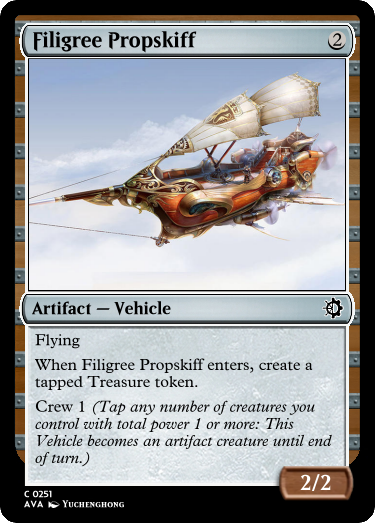 Filigree Propskiff 2
Artifact — Vehicle
Flying
When Filigree Propskiff enters, create a
tapped Treasure token.
Crew 1 (Tap any number of creatures you
control with total power 1 or more: This
Vehicle becomes an artifact creature until end
of turn.)
2/2
C 0251
AVA Yuchenghong